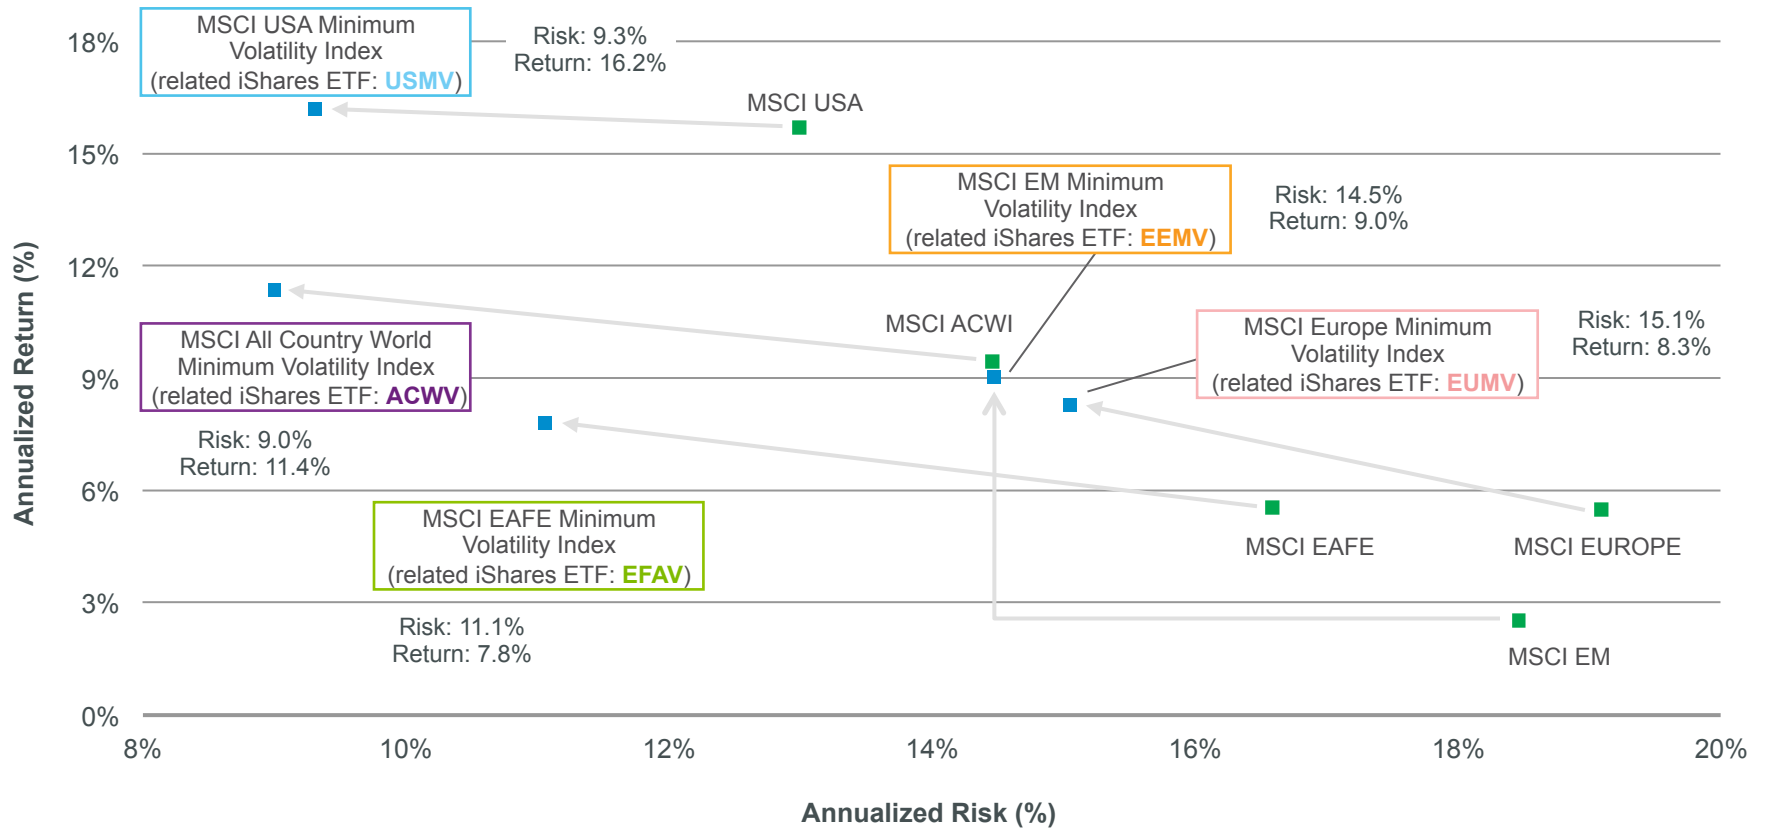 MSCI USA Minimum
Volatility Index
(related iShares ETF: USMV)
Risk: 9.3%
Return: 16.2%
MSCI USA
MSCI EM Minimum
Volatility Index
(related iShares ETF: EEMV)
Risk: 14.5%
Return: 9.0%
MSCI ACWI
MSCI Europe Minimum
Volatility Index
(related iShares ETF: EUMV)
Risk: 15.1%
Return: 8.3%
MSCI All Country World
Minimum Volatility Index
(related iShares ETF: ACWV)
Risk: 9.0%
Return: 11.4%
MSCI EAFE Minimum
Volatility Index
(related iShares ETF: EFAV)
Risk: 11.1%
Return: 7.8%
MSCI EAFE
MSCI EUROPE
MSCI EM
Annualized Return (%)
18%
15%
12%
9%
6%
3%
0%
8%
10%
12%
14%
16%
18%
20%
Annualized Risk (%)